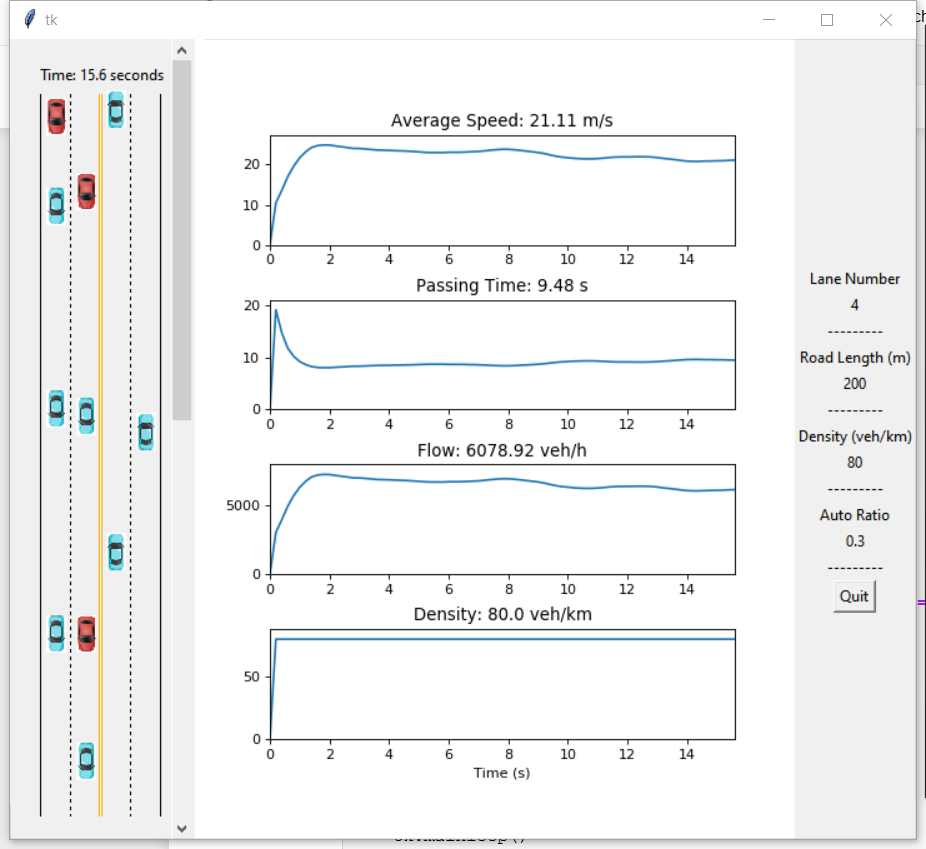 tk
Time: 15.6 seconds
Average Speed: 21.11 m/s
20
10
0
0 2 4 6 8 10 12 14
Passing Time: 9.48 s
20
10
0
0 2 4 6 8 10 12 14
Flow: 6078.92 veh/h
5000
0
0 2 4 6 8 10 12 14
Density: 80.0 veh/km
50
0
0 2 4 6 8 10 12 14
Time (s)
Lane Number
4
---------
Road Length (m)
200
---------
Density (veh/km)
80
---------
Auto Ratio
0.3
---------
Quit